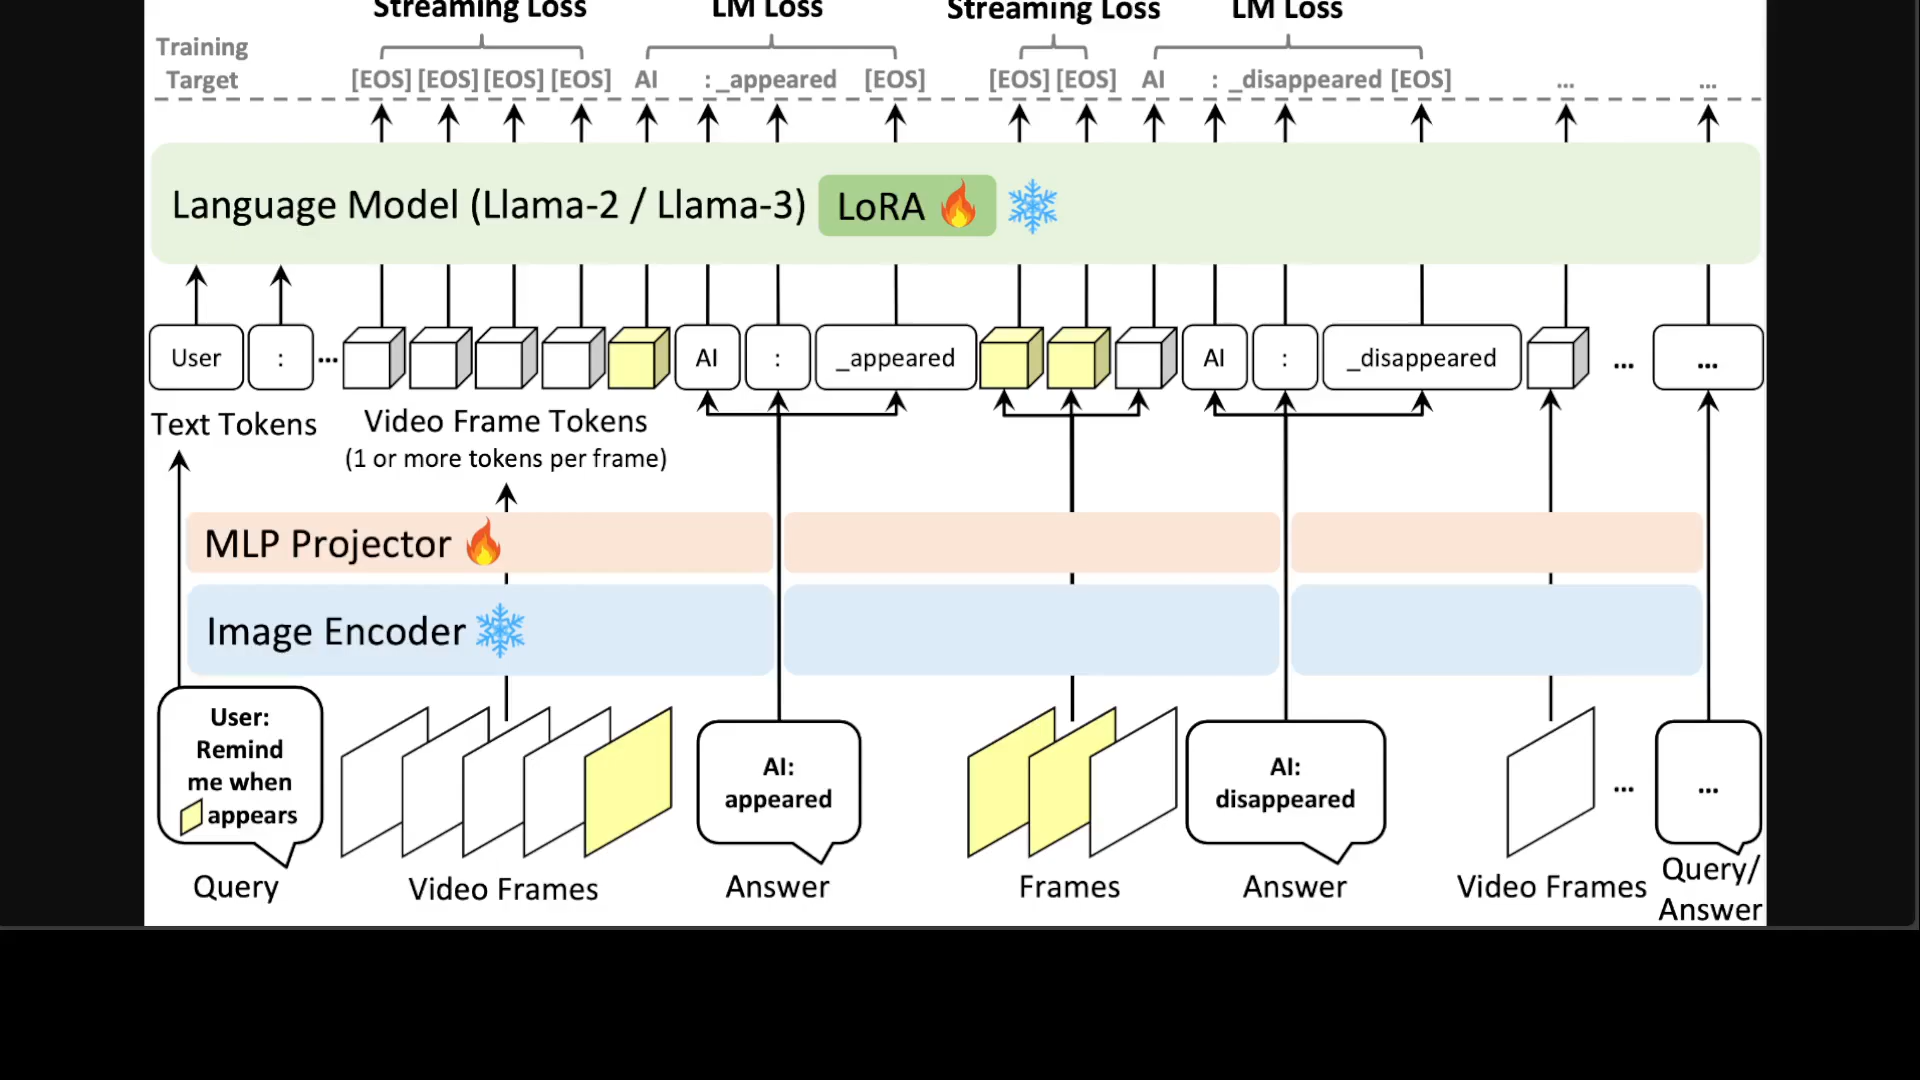 Streaming Loss LM Loss Streaming Loss LM Loss
Training
Target [EOS] [EOS] [EOS] [EOS] AI : _appeared [EOS] [EOS] [EOS] AI : _disappeared [EOS] ... ...
Language Model (Llama-2 / Llama-3) LoRA
User : ... AI : _appeared AI : _disappeared ... ...
Text Tokens
Video Frame Tokens
(1 or more tokens per frame)
MLP Projector
Image Encoder
User:
Remind
me when
appears
Query
Video Frames
AI:
appeared
Answer
Frames
AI:
disappeared
Answer
...
Video Frames
...
Query/
Answer